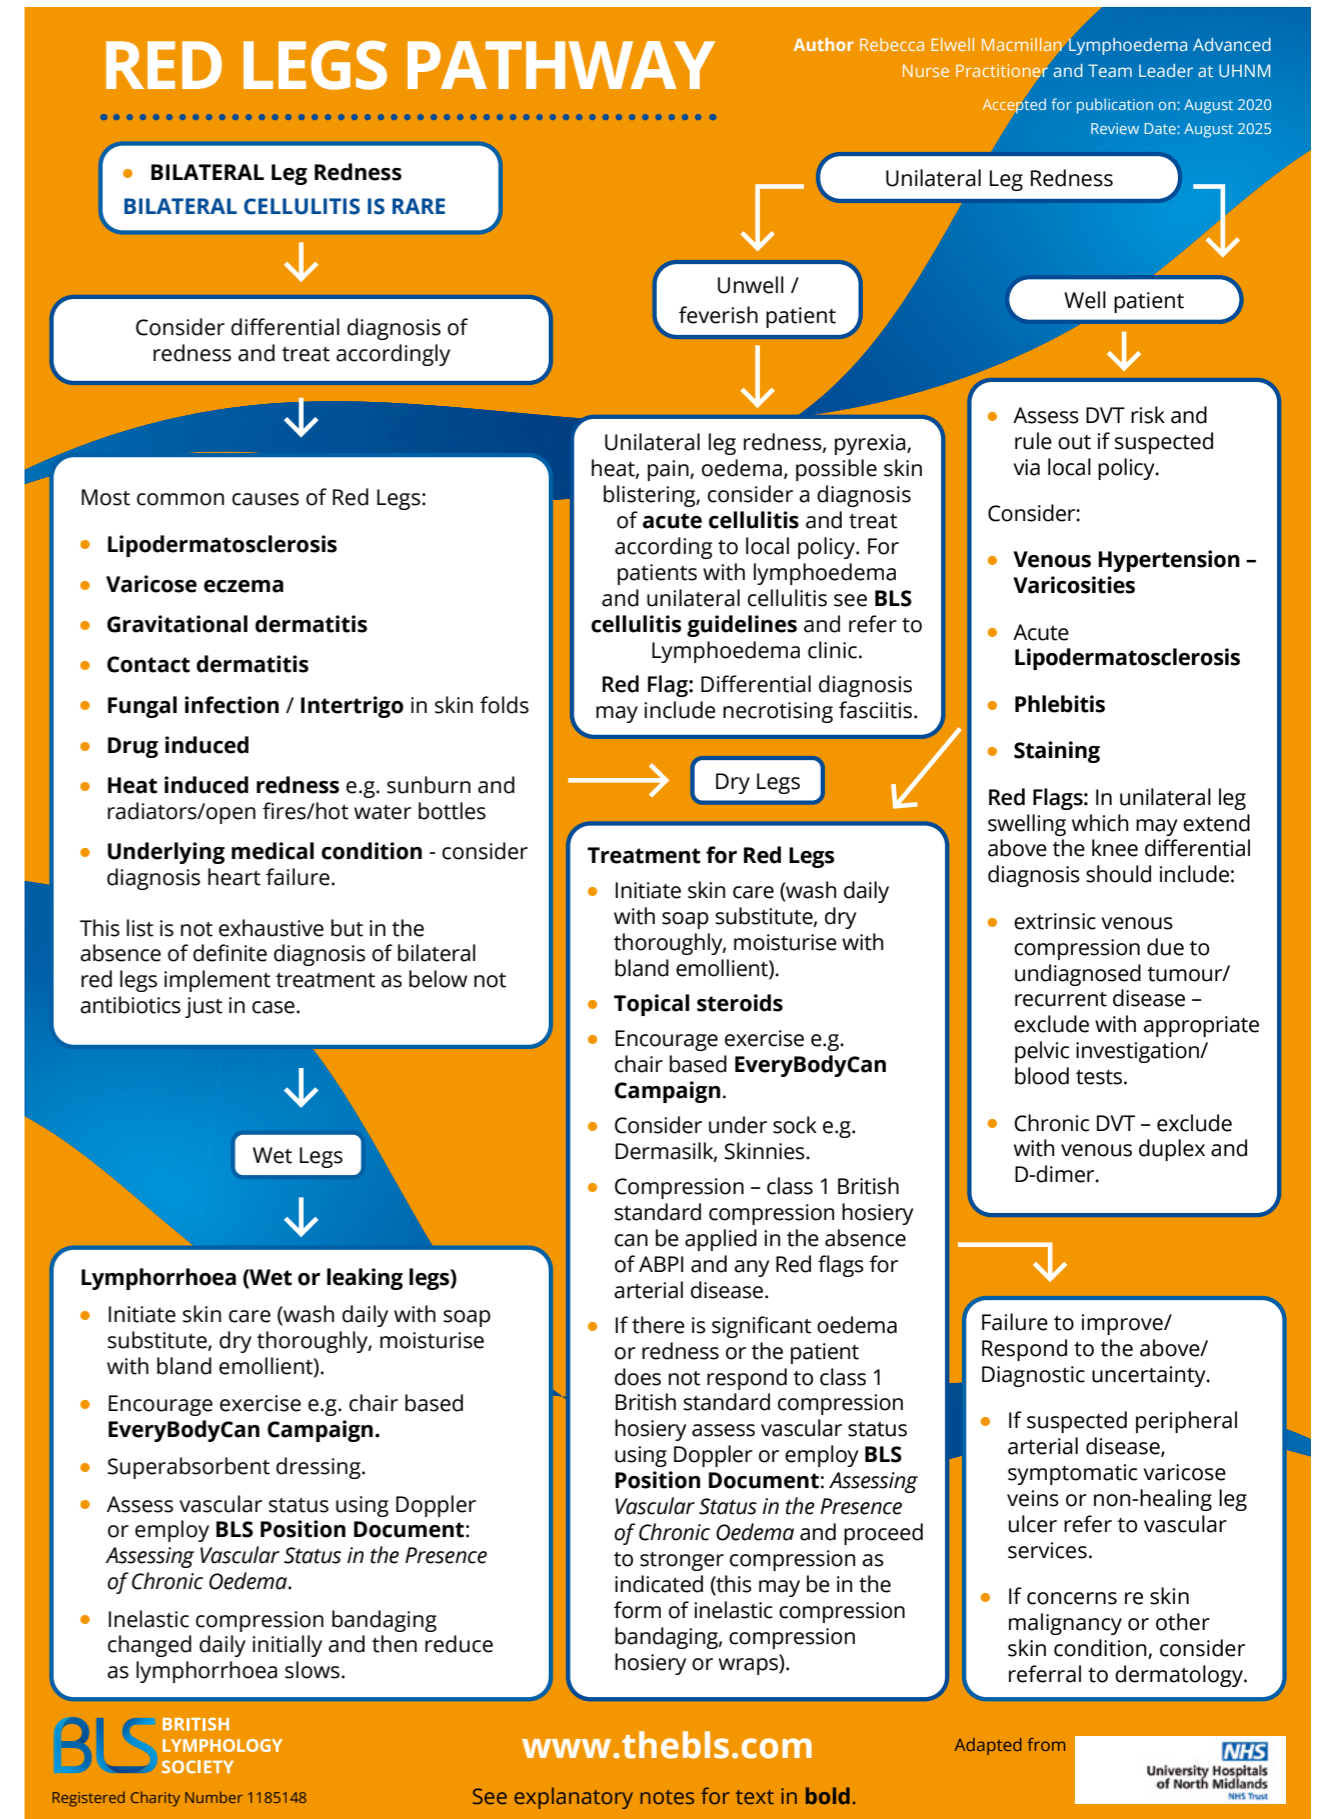 RED LEGS PATHWAY
Author Rebecca Elwell Macmillan Lymphoedema Advanced
Nurse Practitioner and Team Leader at UHNM
Accepted for publication on: August 2020
Review Date: August 2025
BILATERAL Leg Redness
BILATERAL CELLULITIS IS RARE
Consider differential diagnosis of
redness and treat accordingly
Most common causes of Red Legs:
Lipodermatosclerosis
Varicose eczema
Gravitational dermatitis
Contact dermatitis
Fungal infection / Intertrigo in skin folds
Drug induced
Heat induced redness e.g. sunburn and
radiators/open fires/hot water bottles
Underlying medical condition - consider
diagnosis heart failure.
This list is not exhaustive but in the
absence of definite diagnosis of bilateral
red legs implement treatment as below not
antibiotics just in case.
Wet Legs
Lymphorrhoea (Wet or leaking legs)
Initiate skin care (wash daily with soap
substitute, dry thoroughly, moisturise
with bland emollient).
Encourage exercise e.g. chair based
EveryBodyCan Campaign.
Superabsorbent dressing.
Assess vascular status using Doppler
or employ BLS Position Document:
Assessing Vascular Status in the Presence
of Chronic Oedema.
Inelastic compression bandaging
changed daily initially and then reduce
as lymphorrhoea slows.
Unilateral Leg Redness
Unwell /
feverish patient
Unilateral leg redness, pyrexia,
heat, pain, oedema, possible skin
blistering, consider a diagnosis
of acute cellulitis and treat
according to local policy. For
patients with lymphoedema
and unilateral cellulitis see BLS
cellulitis guidelines and refer to
Lymphoedema clinic.
Red Flag: Differential diagnosis
may include necrotising fasciitis.
Dry Legs
Treatment for Red Legs
Initiate skin care (wash daily
with soap substitute, dry
thoroughly, moisturise with
bland emollient).
Topical steroids
Encourage exercise e.g.
chair based EveryBodyCan
Campaign.
Consider under sock e.g.
Dermasilk, Skinnies.
Compression – class 1 British
standard compression hosiery
can be applied in the absence
of ABPI and any Red flags for
arterial disease.
If there is significant oedema
or redness or the patient
does not respond to class 1
British standard compression
hosiery assess vascular status
using Doppler or employ BLS
Position Document: Assessing
Vascular Status in the Presence
of Chronic Oedema and proceed
to stronger compression as
indicated (this may be in the
form of inelastic compression
bandaging, compression
hosiery or wraps).
Well patient
Assess DVT risk and
rule out if suspected
via local policy.
Consider:
Venous Hypertension –
Varicosities
Acute
Lipodermatosclerosis
Phlebitis
Staining
Red Flags: In unilateral leg
swelling which may extend
above the knee differential
diagnosis should include:
extrinsic venous
compression due to
undiagnosed tumour/
recurrent disease –
exclude with appropriate
pelvic investigation/
blood tests.
Chronic DVT – exclude
with venous duplex and
D-dimer.
Failure to improve/
Respond to the above/
Diagnostic uncertainty.
If suspected peripheral
arterial disease,
symptomatic varicose
veins or non-healing leg
ulcer refer to vascular
services.
If concerns re skin
malignancy or other
skin condition, consider
referral to dermatology.
BLS
BRITISH
LYMPHOLOGY
SOCIETY
Registered Charity Number 1185148
www.thebls.com
See explanatory notes for text in bold.
Adapted from
NHS
University Hospitals
of North Midlands
NHS Trust